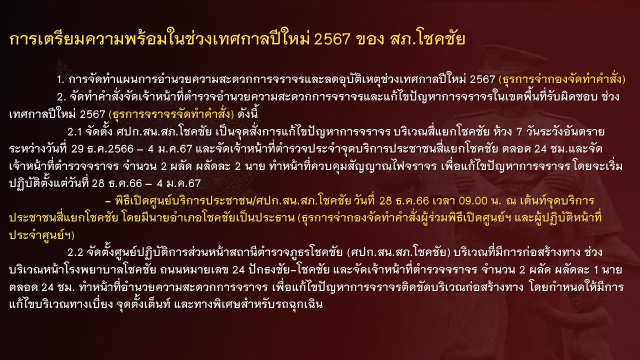 การเตรียมความพร้อมในช่วงเทศกาลปีใหม่ 2567 ของ สภ.โชคชัย
1. การจัดทำแผนการอำนวยความสะดวกการจราจรและลดอุบัติเหตุช่วงเทศกาลปีใหม่ 2567 (ธุรการจ่ากองจัดทำคำสั่ง)
2. จัดทำคำสั่งจัดเจ้าหน้าที่ตำรวจอำนวยความสะดวกการจราจรและแก้ไขปัญหาการจราจรในเขตพื้นที่รับผิดชอบ ช่วง
เทศกาลปีใหม่ 2567 (ธุรการจราจรจัดทำคำสั่ง) ดังนี้
2.1 จัดตั้ง ศปก.สน.สภ.โชคชัย เป็นจุดสั่งการแก้ไขปัญหาการจราจร บริเวณสี่แยกโชคชัย ห้วง 7 วันระวังอันตราย
ระหว่างวันที่ 29 ธ.ค.2566 – 4 ม.ค.67 และจัดเจ้าหน้าที่ตำรวจประจำจุดบริการประชาชนสี่แยกโชคชัย ตลอด 24 ชม.และจัด
เจ้าหน้าที่ตำรวจจราจร จำนวน 2 ผลัด ผลัดละ 2 นาย ทำหน้าที่ควบคุมสัญญาณไฟจราจร เพื่อแก้ไขปัญหาการจราจร โดยจะเริ่ม
ปฏิบัติตั้งแต่วันที่ 28 ธ.ค.66 – 4 ม.ค.67
– พิธีเปิดศูนย์บริการประชาชน/ศปก.สน.สภ.โชคชัย วันที่ 28 ธ.ค.66 เวลา 09.00 น. ณ เต้นท์จุดบริการ
ประชาชนสี่แยกโชคชัย โดยมีนายอำเภอโชคชัยเป็นประธาน (ธุรการจ่ากองจัดทำคำสั่งผู้ร่วมพิธีเปิดศูนย์ฯ และผู้ปฏิบัติหน้าที่
ประจำศูนย์ฯ)
2.2 จัดตั้งศูนย์ปฏิบัติการส่วนหน้าสถานีตำรวจภูธรโชคชัย (ศปก.สน.สภ.โชคชัย) บริเวณที่มีการก่อสร้างทาง ช่วง
บริเวณหน้าโรงพยาบาลโชคชัย ถนนหมายเลข 24 ปักธงชัย-โชคชัย และจัดเจ้าหน้าที่ตำรวจจราจร จำนวน 2 ผลัด ผลัดละ 1 นาย
ตลอด 24 ชม. ทำหน้าที่อำนวยความสะดวกการจราจร เพื่อแก้ไขปัญหาการจราจรติดขัดบริเวณก่อสร้างทาง โดยกำหนดให้มีการ
แก้ไขบริเวณทางเบี่ยง จุดตั้งเต็นท์ และทางพิเศษสำหรับรถฉุกเฉิน